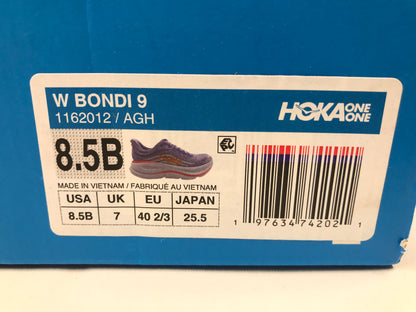 W BONDI 9
1162012 / AGH
HOKA ONE ONE
8.5B
MADE IN VIETNAM / FABRIQUÉ AU VIETNAM
USA UK EU JAPAN
8.5B 7 40 2/3 25.5
1 97634 74202 1